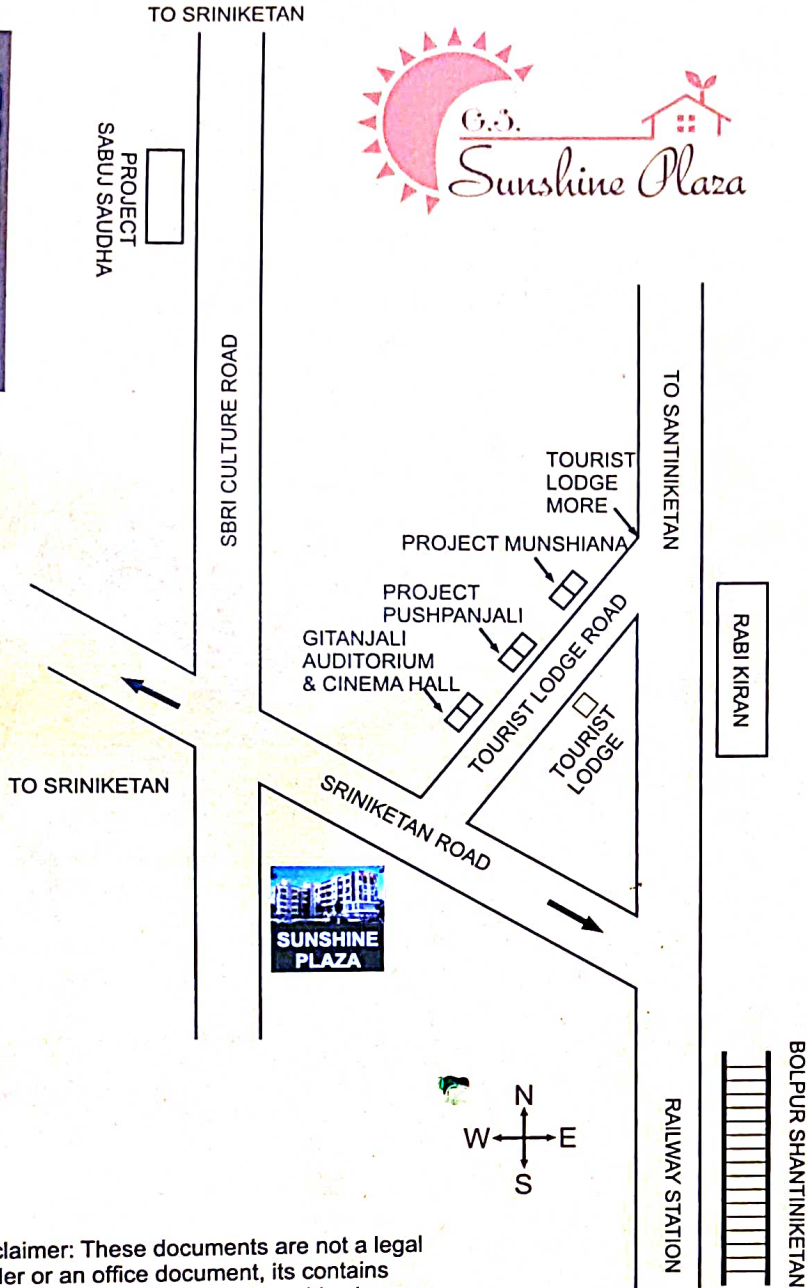 TO SRINIKETAN
G.S.
Sunshine Plaza
PROJECT
SABUJ SAUDHA
SBRI CULTURE ROAD
TO SANTINIKETAN
TOURIST
LODGE
MORE
PROJECT MUNSHIANA
PROJECT
PUSHPANJALI
GITANJALI
AUDITORIUM
& CINEMA HALL
TOURIST LODGE ROAD
TOURIST
LODGE
RABI KIRAN
TO SRINIKETAN
SRINIKETAN ROAD
SUNSHINE
PLAZA
N
W E
S
RAILWAY STATION
BOLPUR SHANTINIKETAN
claimer: These documents are not a legal
er or an office document, its contains